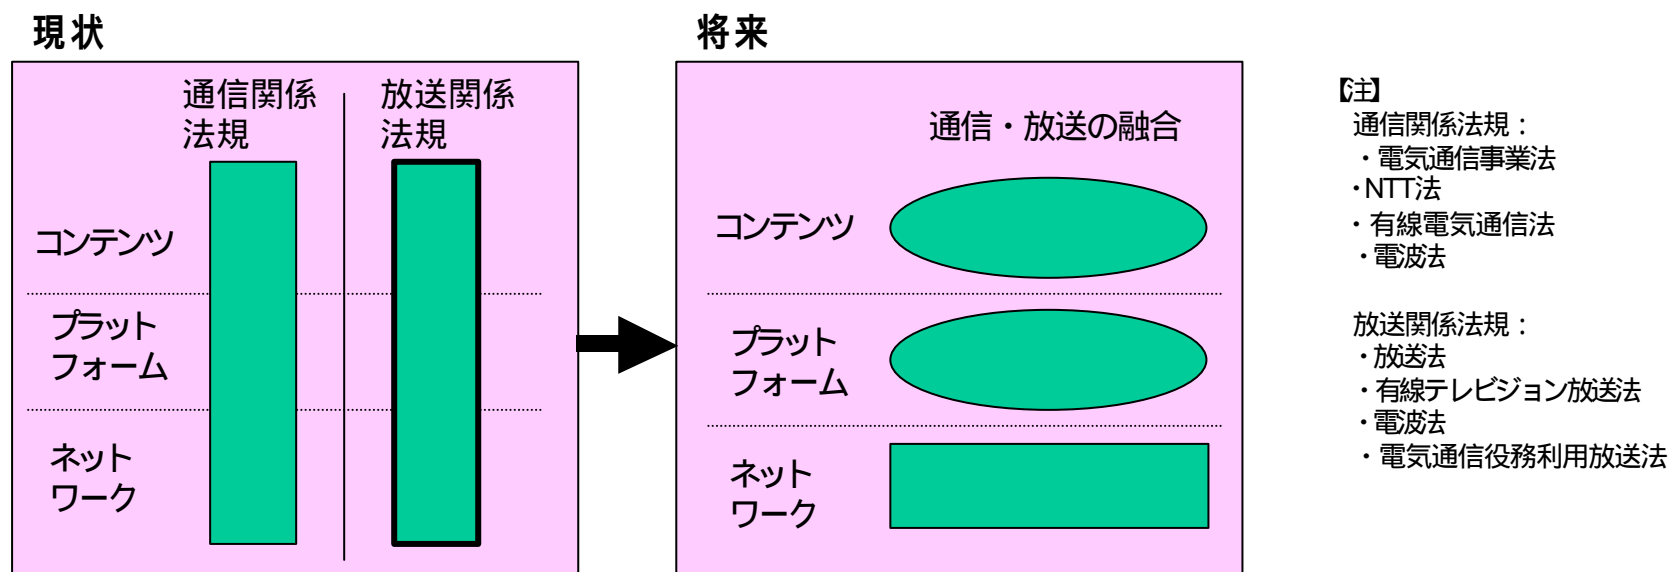 現状
通信関係
法規
放送関係
法規
コンテンツ
プラット
フォーム
ネット
ワーク
将来
通信・放送の融合
コンテンツ
プラット
フォーム
ネット
ワーク
【注】
通信関係法規：
・電気通信事業法
・NTT法
・有線電気通信法
・電波法
放送関係法規：
・放送法
・有線テレビジョン放送法
・電波法
・電気通信役務利用放送法